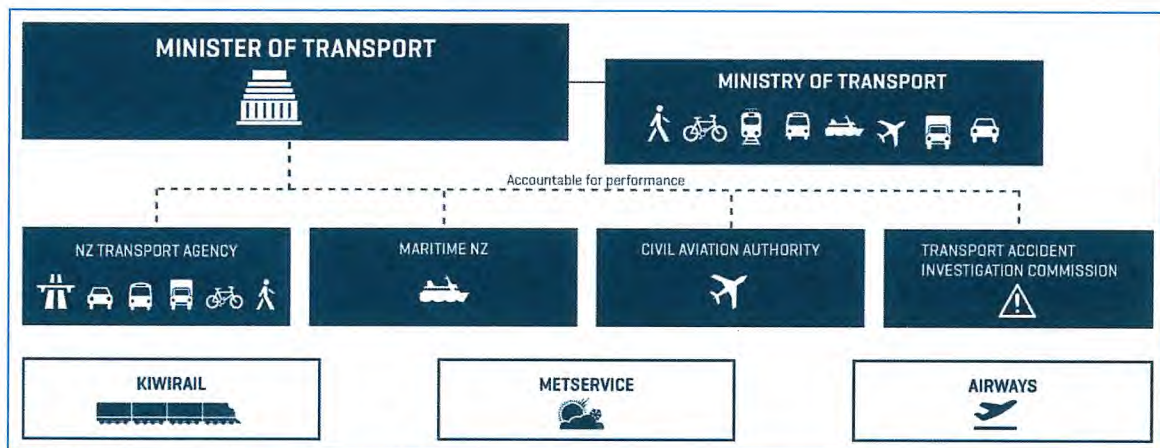 MINISTER OF TRANSPORT
MINISTRY OF TRANSPORT
Accountable for performance
NZ TRANSPORT AGENCY
MARITIME NZ
CIVIL AVIATION AUTHORITY
TRANSPORT ACCIDENT
INVESTIGATION COMMISSION
KIWIRAIL
METSERVICE
AIRWAYS